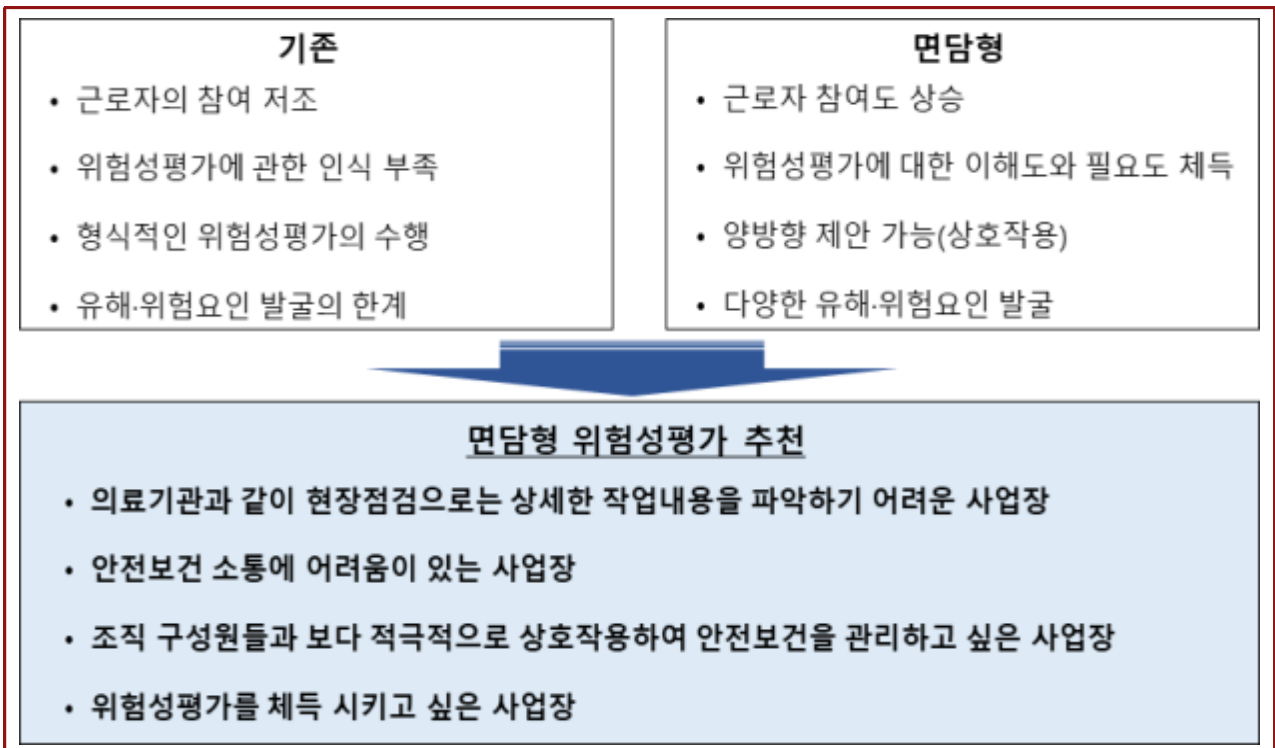 기존
• 근로자의 참여 저조
• 위험성평가에 관한 인식 부족
• 형식적인 위험성평가의 수행
• 유해·위험요인 발굴의 한계
면담형
• 근로자 참여도 상승
• 위험성평가에 대한 이해도와 필요도 체득
• 양방향 제안 가능(상호작용)
• 다양한 유해·위험요인 발굴
면담형 위험성평가 추천
• 의료기관과 같이 현장점검으로는 상세한 작업내용을 파악하기 어려운 사업장
• 안전보건 소통에 어려움이 있는 사업장
• 조직 구성원들과 보다 적극적으로 상호작용하여 안전보건을 관리하고 싶은 사업장
• 위험성평가를 체득 시키고 싶은 사업장